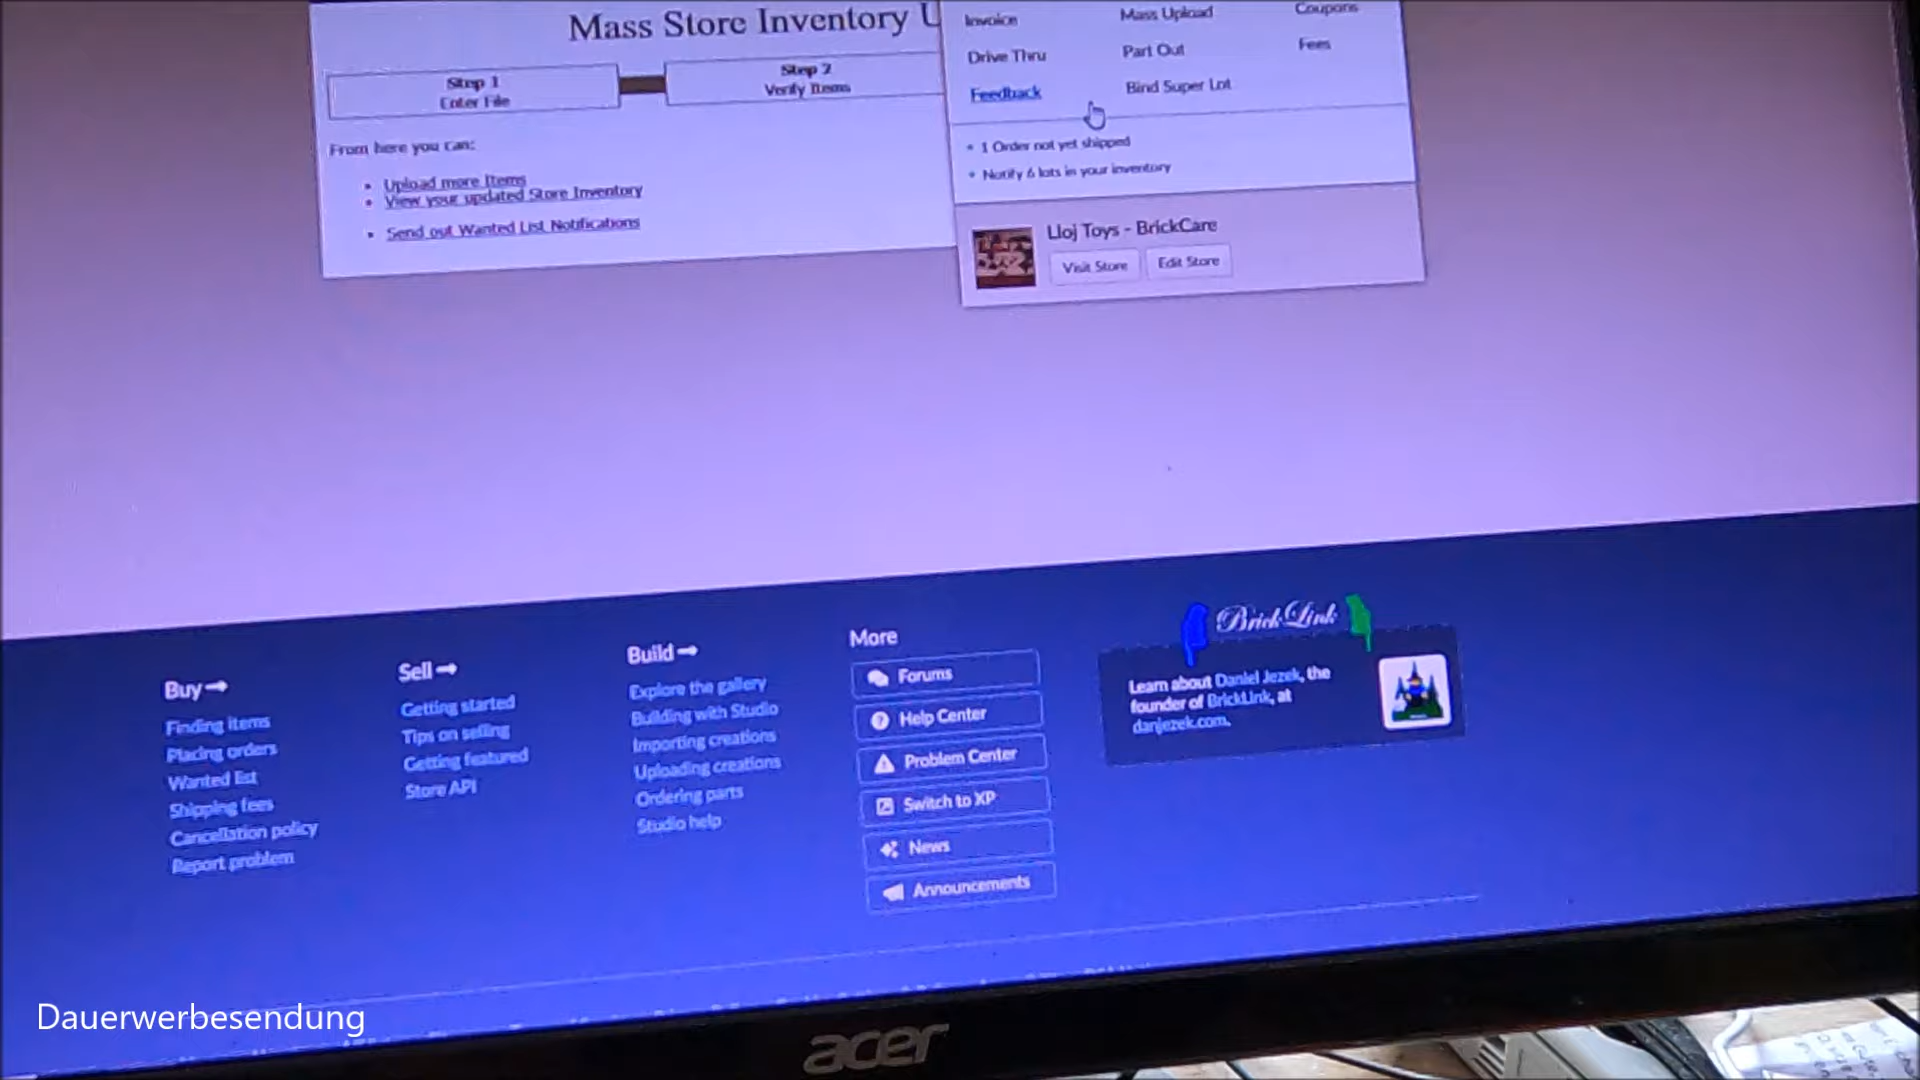 Mass Store Inventory U
Step 1
Enter File
Step 2
Verify Items
From here you can:
Upload more Items
View your updated Store Inventory
Send out Wanted List Notifications
Invoice
Mass Upload
Coupons
Drive Thru
Part Out
Fees
Feedback
Bind Super Lot
1 Order not yet shipped
Notify 6 lots in your inventory
Lloj Toys - BrickCare
Visit Store
Edit Store
Buy
Finding items
Placing orders
Wanted list
Shipping fees
Cancellation policy
Report problem
Sell
Getting started
Tips on selling
Getting featured
Store API
Build
Explore the gallery
Building with Studio
Importing creations
Uploading creations
Ordering parts
Studio help
More
Forums
Help Center
Problem Center
Switch to XP
News
Announcements
BrickLink
Learn about Daniel Jezek, the
founder of BrickLink, at
danjezek.com.
Dauerwerbesendung
acer